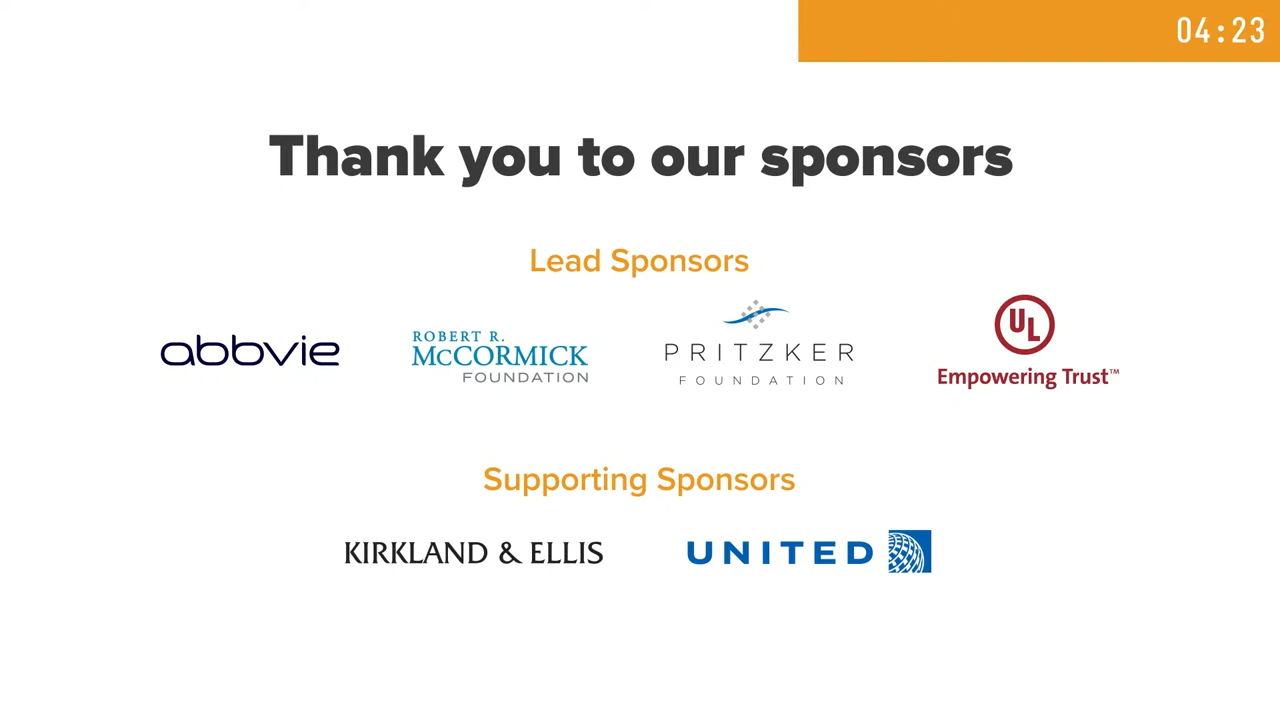 04:23
Thank you to our sponsors
Lead Sponsors
abbvie
ROBERT R.
McCORMICK
FOUNDATION
PRITZKER
FOUNDATION
UL
Empowering Trust™
Supporting Sponsors
KIRKLAND & ELLIS
UNITED